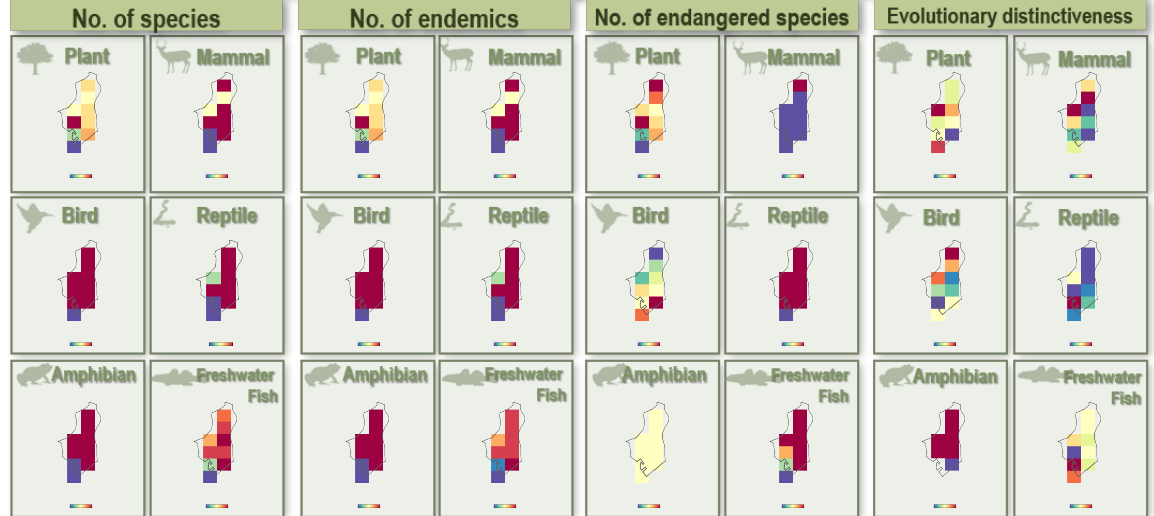 No. of species
No. of endemics
No. of endangered species
Evolutionary distinctiveness
Plant
Mammal
Plant
Mammal
Plant
Mammal
Plant
Mammal
Bird
Reptile
Bird
Reptile
Bird
Reptile
Bird
Reptile
Amphibian
Freshwater
Fish
Amphibian
Freshwater
Fish
Amphibian
Freshwater
Fish
Amphibian
Freshwater
Fish